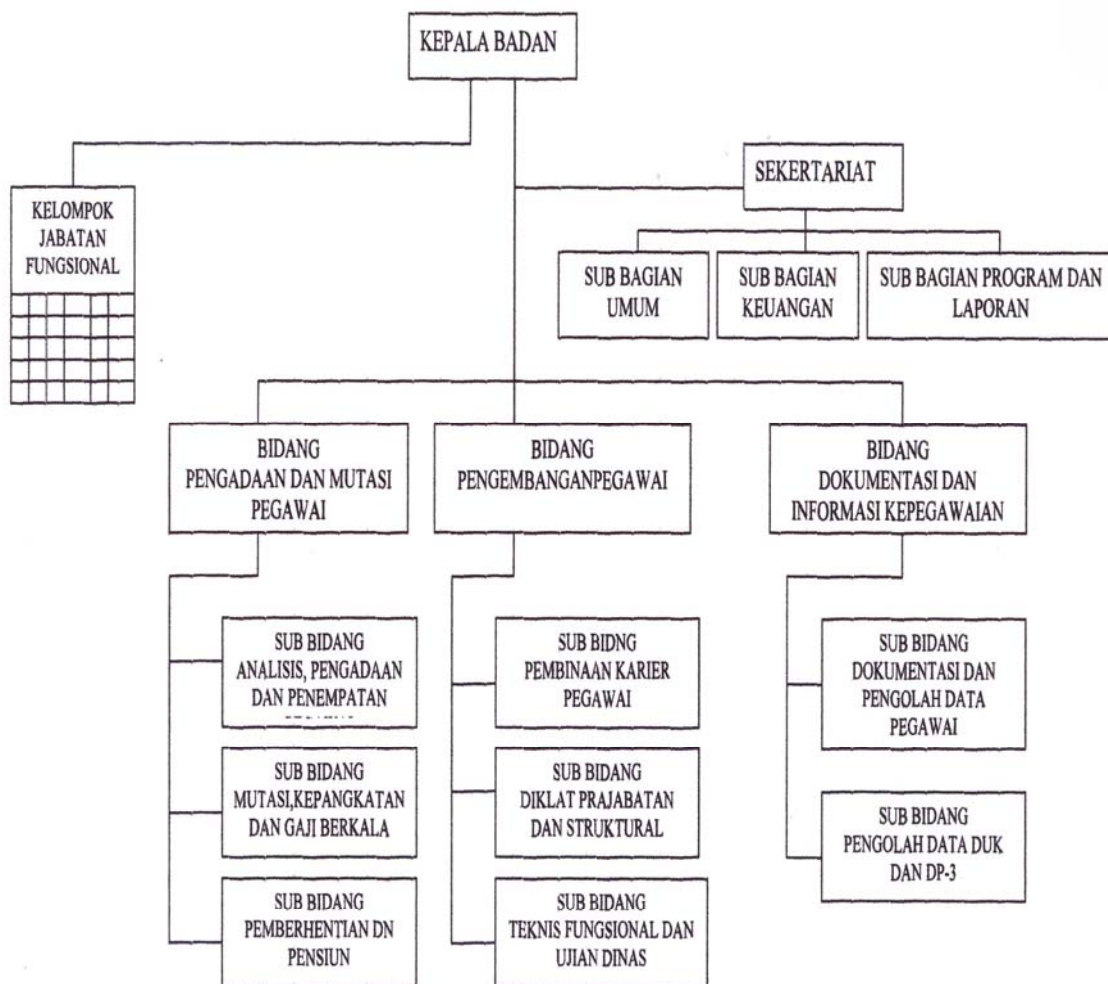 KEPALA BADAN
SEKERTARIAT
KELOMPOK
JABATAN
FUNGSIONAL
SUB BAGIAN
UMUM
SUB BAGIAN
KEUANGAN
SUB BAGIAN PROGRAM DAN
LAPORAN
BIDANG
PENGADAAN DAN MUTASI
PEGAWAI
BIDANG
PENGEMBANGANPEGAWAI
BIDANG
DOKUMENTASI DAN
INFORMASI KEPEGAWAIAN
SUB BIDANG
ANALISIS, PENGADAAN
DAN PENEMPATAN
SUB BIDANG
MUTASI,KEPANGKATAN
DAN GAJI BERKALA
SUB BIDANG
PEMBERHENTIAN DN
PENSIUN
SUB BIDNG
PEMBINAAN KARIER
PEGAWAI
SUB BIDANG
DIKLAT PRAJABATAN
DAN STRUKTURAL
SUB BIDANG
TEKNIS FUNGSIONAL DAN
UJIAN DINAS
SUB BIDANG
DOKUMENTASI DAN
PENGOLAH DATA
PEGAWAI
SUB BIDANG
PENGOLAH DATA DUK
DAN DP-3